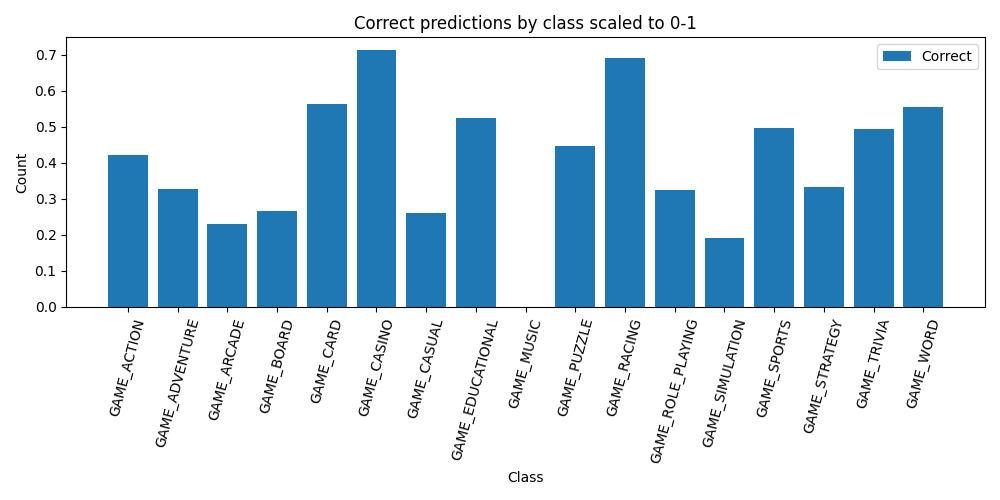 Correct predictions by class scaled to 0-1
Correct
Count
0.7
0.6
0.5
0.4
0.3
0.2
0.1
0.0
GAME_ACTION
GAME_ADVENTURE
GAME_ARCADE
GAME_BOARD
GAME_CARD
GAME_CASINO
GAME_CASUAL
GAME_EDUCATIONAL
GAME_MUSIC
GAME_PUZZLE
GAME_RACING
GAME_ROLE_PLAYING
GAME_SIMULATION
GAME_SPORTS
GAME_STRATEGY
GAME_TRIVIA
GAME_WORD
Class